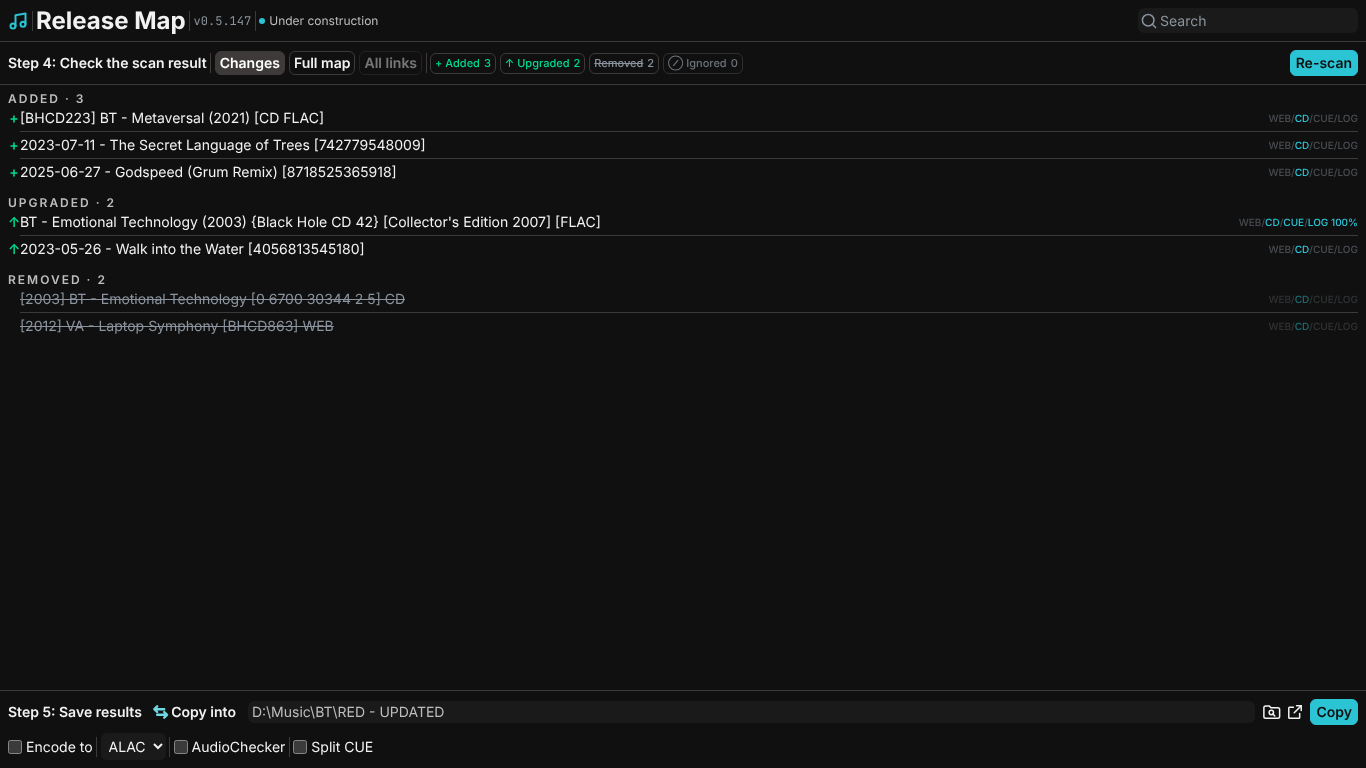 Release Map v0.5.147 Under construction Search
Step 4: Check the scan result Changes Full map All links + Added 3 ↑ Upgraded 2 Removed 2 Ignored 0 Re-scan
ADDED · 3
+ [BHCD223] BT - Metaversal (2021) [CD FLAC] WEB/CD/CUE/LOG
+ 2023-07-11 - The Secret Language of Trees [742779548009] WEB/CD/CUE/LOG
+ 2025-06-27 - Godspeed (Grum Remix) [8718525365918] WEB/CD/CUE/LOG
UPGRADED · 2
↑ BT - Emotional Technology (2003) {Black Hole CD 42} [Collector's Edition 2007] [FLAC] WEB/CD/CUE/LOG 100%
↑ 2023-05-26 - Walk into the Water [4056813545180] WEB/CD/CUE/LOG
REMOVED · 2
[2003] BT - Emotional Technology [0 6700 30344 2 5] CD WEB/CD/CUE/LOG
[2012] VA - Laptop Symphony [BHCD863] WEB WEB/CD/CUE/LOG
Step 5: Save results Copy into D:\Music\BT\RED - UPDATED Copy
Encode to ALAC AudioChecker Split CUE